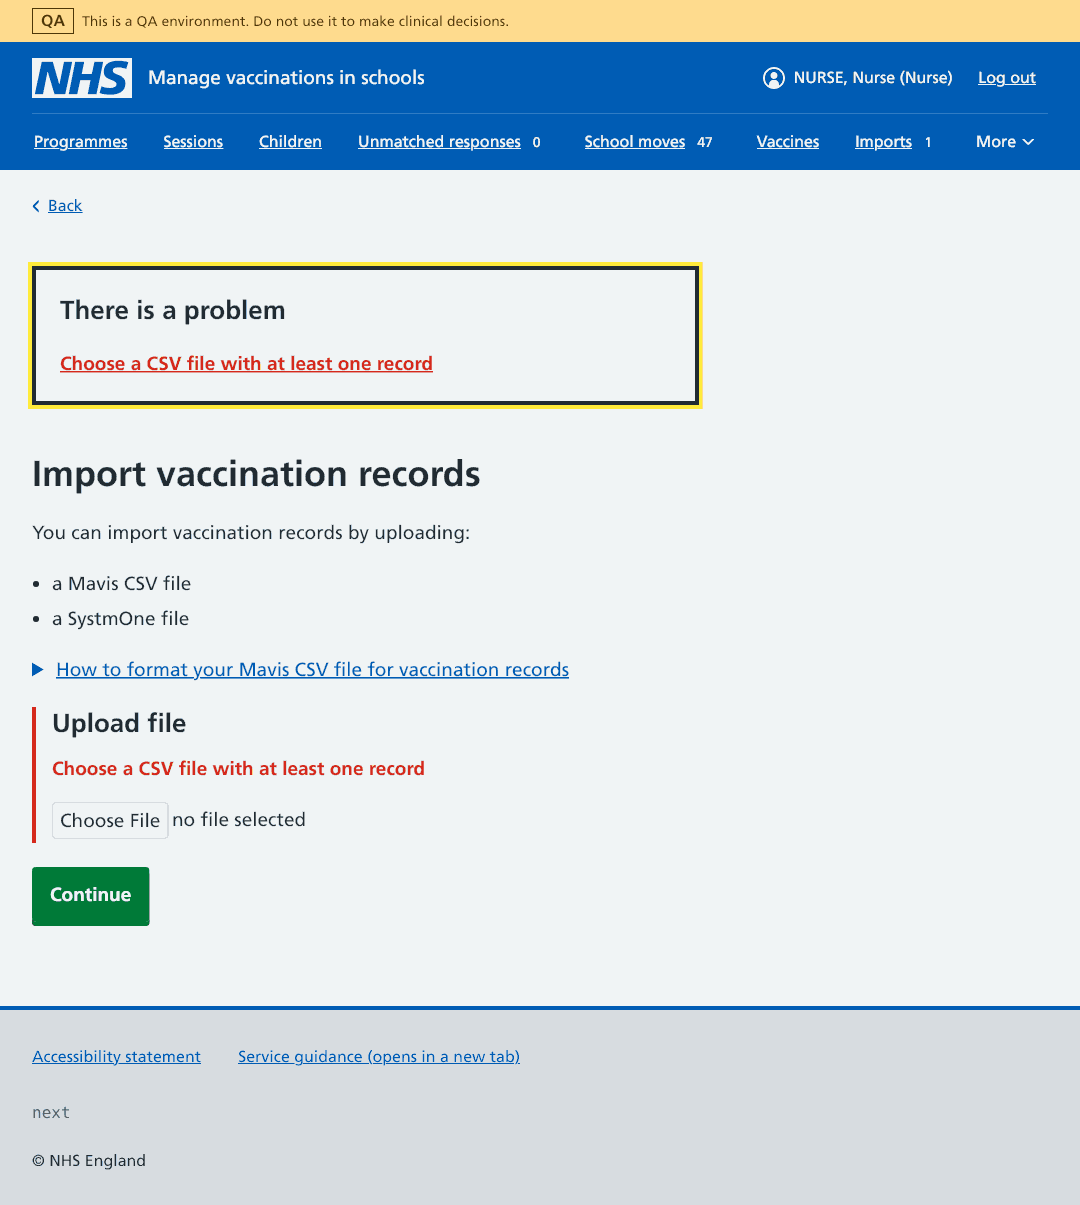 QA This is a QA environment. Do not use it to make clinical decisions.
NHS Manage vaccinations in schools NURSE, Nurse (Nurse) Log out
Programmes Sessions Children Unmatched responses 0 School moves 47 Vaccines Imports 1 More
Back
There is a problem
Choose a CSV file with at least one record
Import vaccination records
You can import vaccination records by uploading:
• a Mavis CSV file
• a SystmOne file
How to format your Mavis CSV file for vaccination records
Upload file
Choose a CSV file with at least one record
Choose File no file selected
Continue
Accessibility statement Service guidance (opens in a new tab)
next
© NHS England